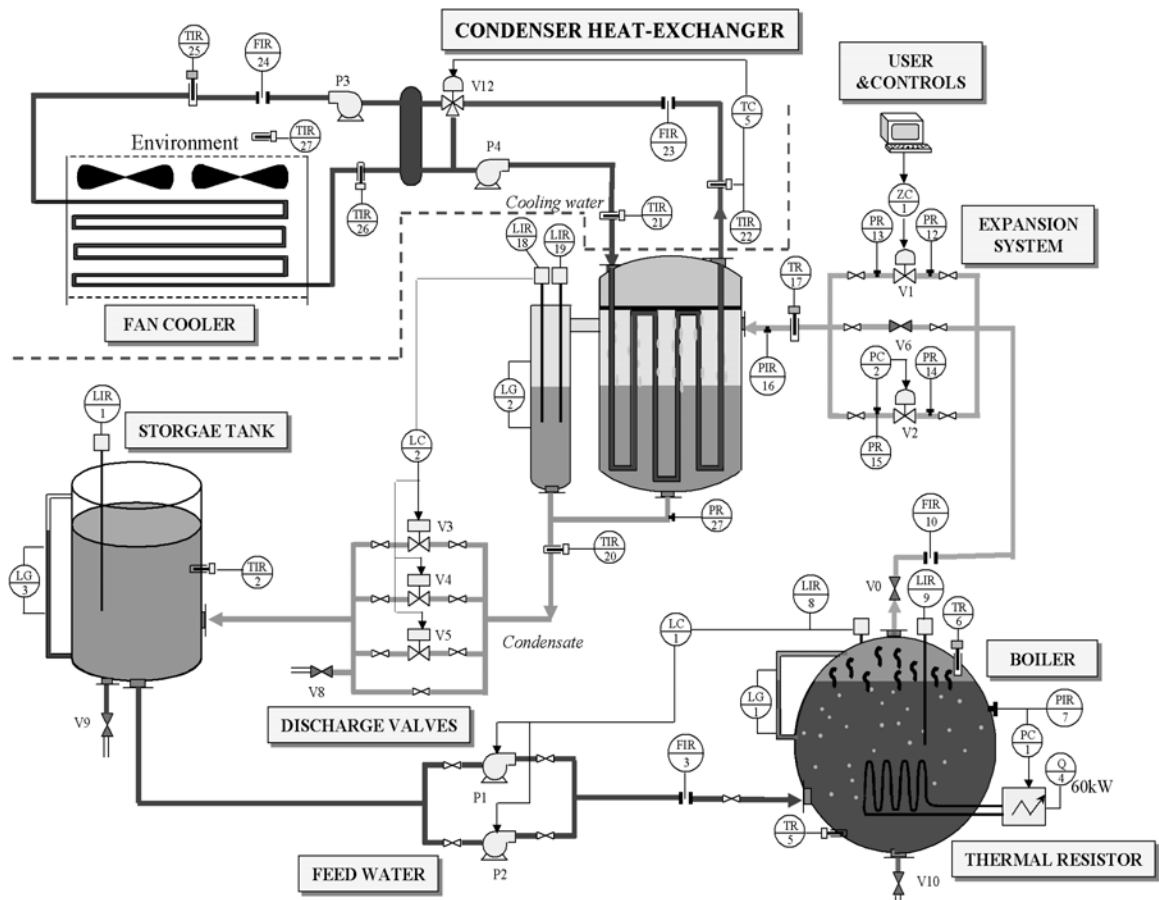 CONDENSER HEAT-EXCHANGER
TIR
25
FIR
24
P3
V12
TC
5
USER
&CONTROLS
Environment
TIR
27
FIR
23
P4
TIR
26
Cooling water
TIR
21
TIR
22
LIR
18
LIR
19
FAN COOLER
ZC
1
PR
13
PR
12
EXPANSION
SYSTEM
V1
TR
17
V6
PIR
16
PC
2
PR
14
V2
PR
15
LG
2
LIR
1
STORGAE TANK
LC
2
PR
27
TIR
20
V3
V4
V5
LG
3
TIR
2
Condensate
V8
V9
DISCHARGE VALVES
FIR
10
V0
LIR
8
LIR
9
TR
6
LC
1
BOILER
LG
1
PIR
7
PC
1
Q
4
60kW
P1
FIR
3
P2
TR
5
FEED WATER
THERMAL RESISTOR
V10